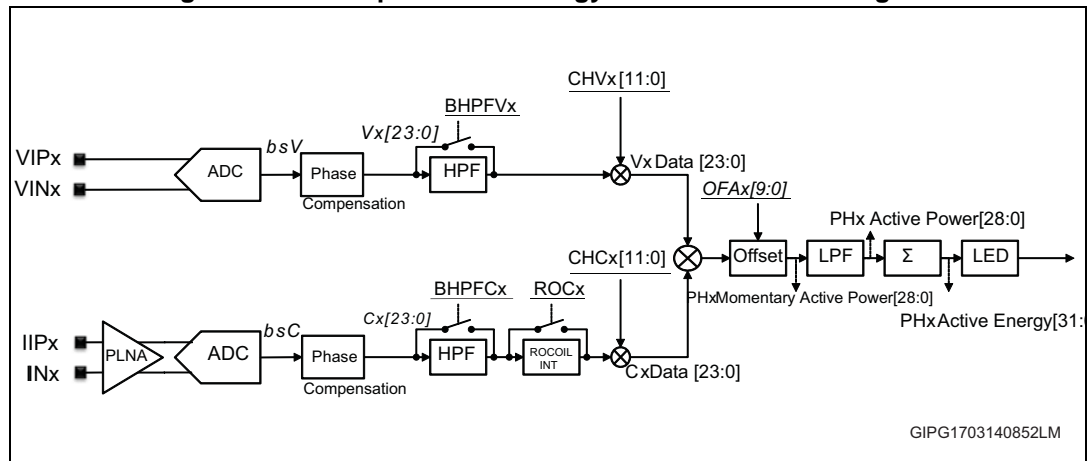 CHVx[11:0]
BHPFVx
Vx[23:0]
bsV
VIPx
VINx
ADC
Phase
Compensation
HPF
VxData [23:0]
OFAx[9:0]
PHx Active Power[28:0]
Offset
LPF
Σ
LED
PHxMomentary Active Power[28:0]
PHxActive Energy[31:
CHCx[11:0]
BHPFCx
ROCx
Cx[23:0]
bsC
IIPx
INx
PLNA
ADC
Phase
Compensation
HPF
ROCOIL
INT
CxData [23:0]
GIPG1703140852LM